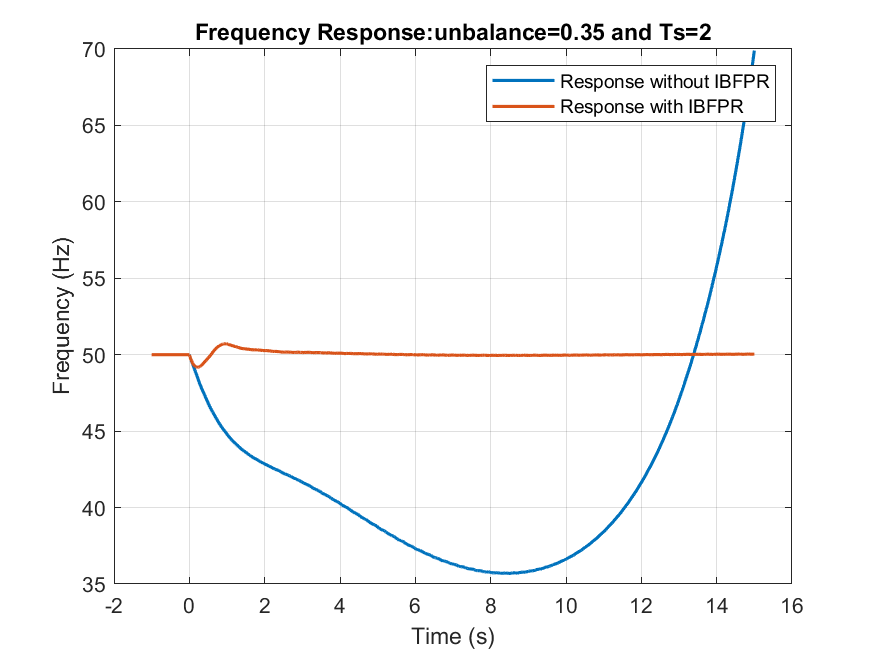 Frequency Response:unbalance=0.35 and Ts=2
Response without IBFPR
Response with IBFPR
70
65
60
55
50
45
40
35
Frequency (Hz)
-2 0 2 4 6 8 10 12 14 16
Time (s)